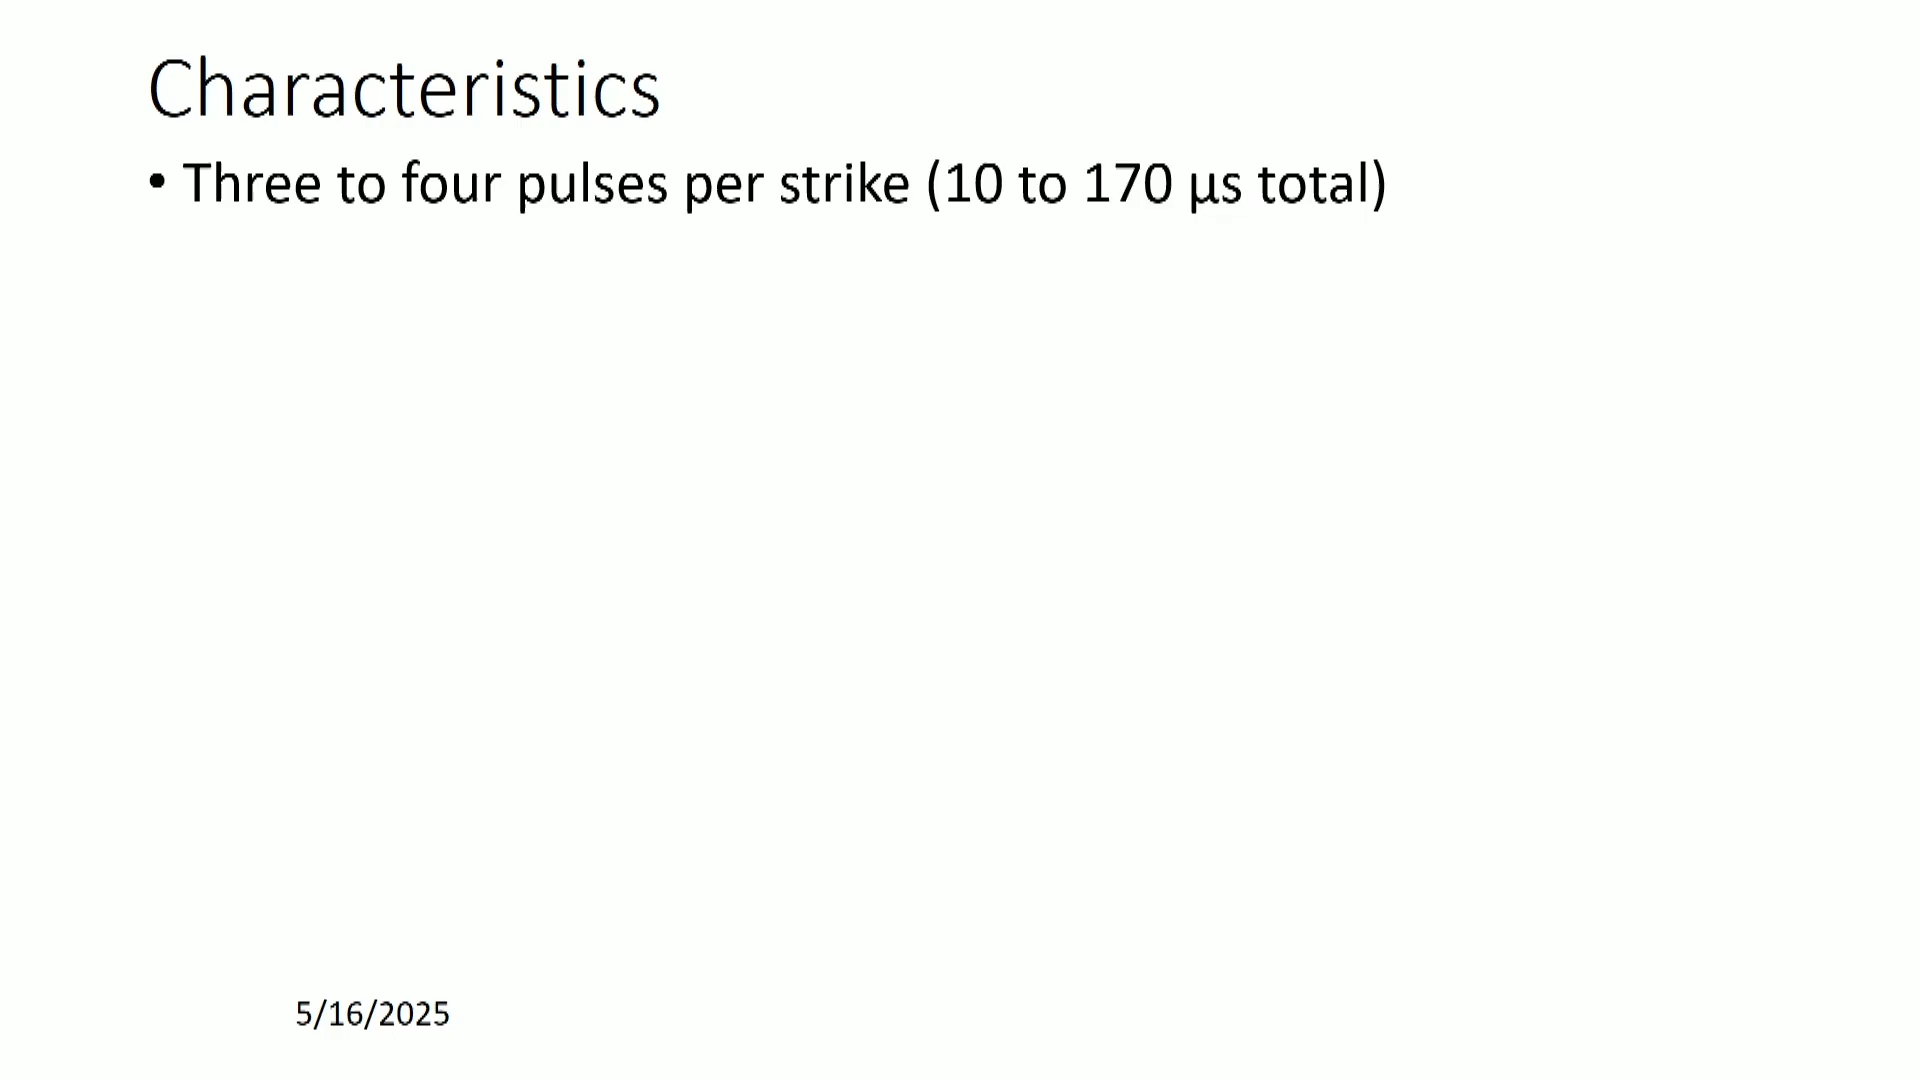 Characteristics
• Three to four pulses per strike (10 to 170 µs total)
5/16/2025